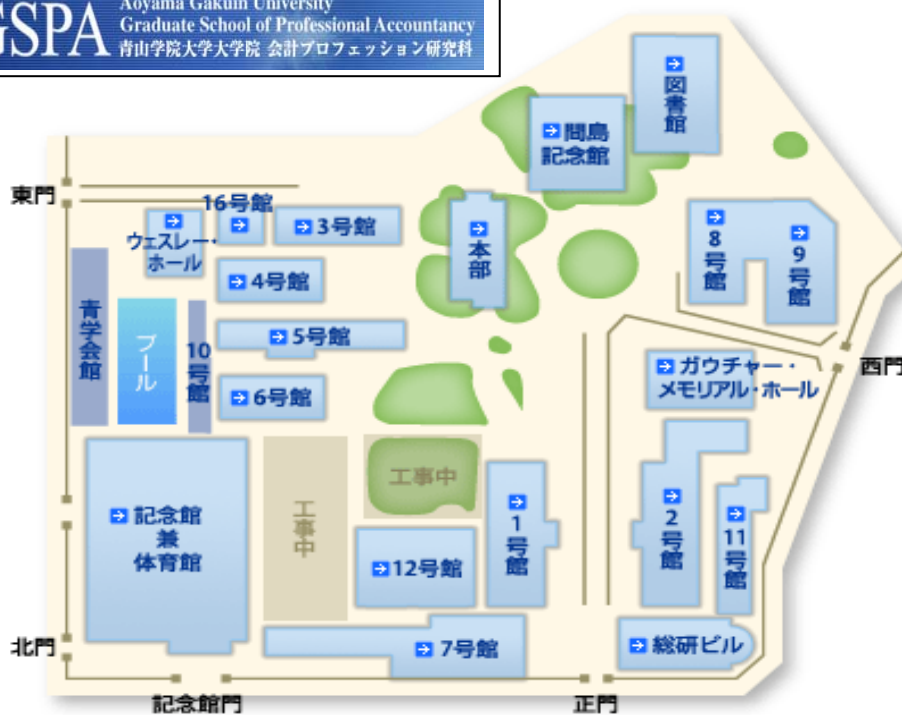 Aoyama Gakuin University
GSPA
Graduate School of Professional Accountancy
青山学院大学大学院 会計プロフェッション研究科
図書館
間島
記念館
東門
16号館
3号館
ウェスレー・
ホール
本部
8号館
9号館
4号館
青学会館
プール
10号館
5号館
6号館
ガウチャー・
メモリアル・ホール
西門
工事中
工事中
記念館
兼
体育館
1号館
2号館
11号館
12号館
北門
7号館
総研ビル
記念館門
正門